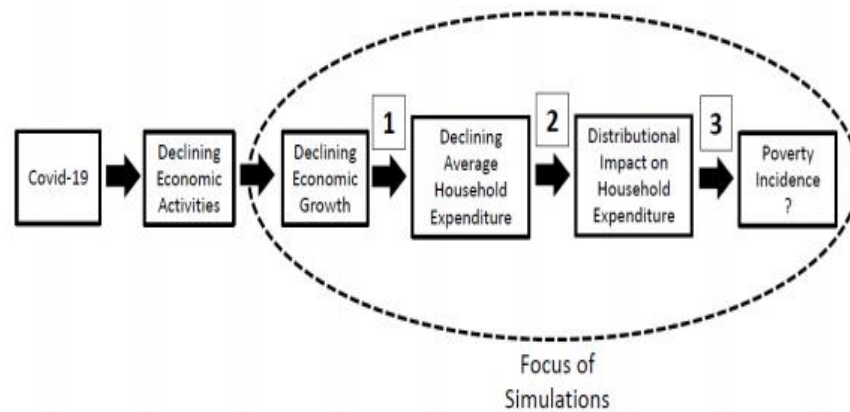 Covid-19
Declining
Economic
Activities
Declining
Economic
Growth
1
Declining
Average
Household
Expenditure
2
Distributional
Impact on
Household
Expenditure
3
Poverty
Incidence
?
Focus of
Simulations